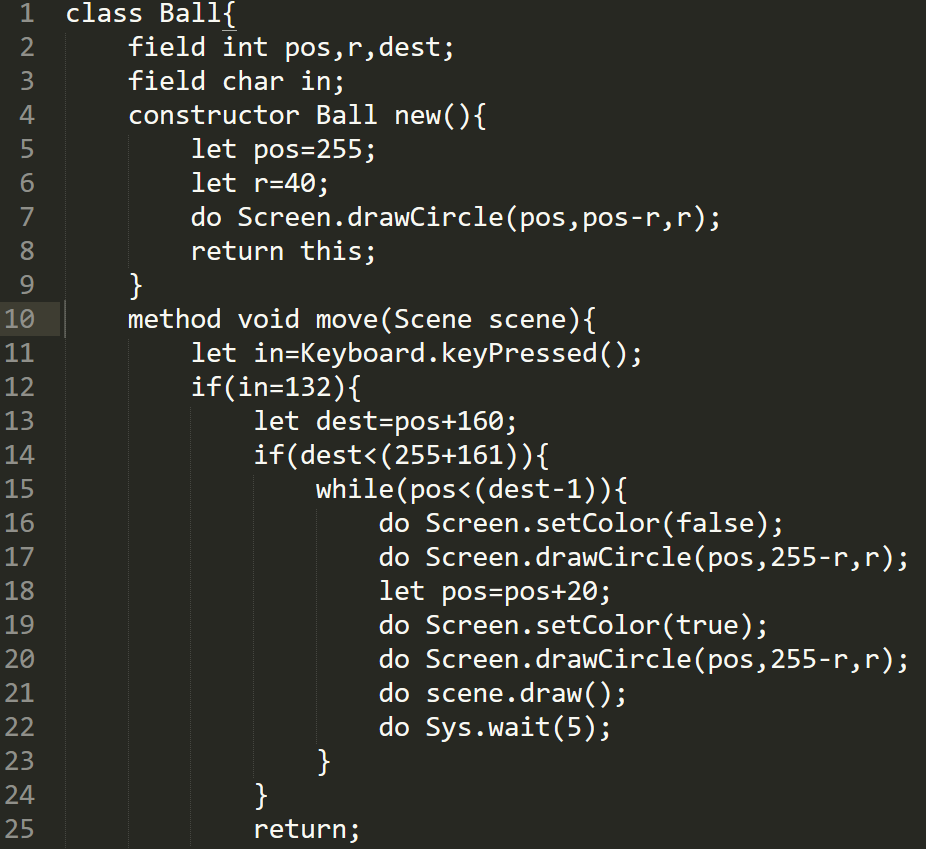 1 class Ball{
2     field int pos,r,dest;
3     field char in;
4     constructor Ball new(){
5         let pos=255;
6         let r=40;
7         do Screen.drawCircle(pos,pos-r,r);
8         return this;
9     }
10     method void move(Scene scene){
11         let in=Keyboard.keyPressed();
12         if(in=132){
13             let dest=pos+160;
14             if(dest<(255+161)){
15                 while(pos<(dest-1)){
16                     do Screen.setColor(false);
17                     do Screen.drawCircle(pos,255-r,r);
18                     let pos=pos+20;
19                     do Screen.setColor(true);
20                     do Screen.drawCircle(pos,255-r,r);
21                     do scene.draw();
22                     do Sys.wait(5);
23                 }
24             }
25             return;